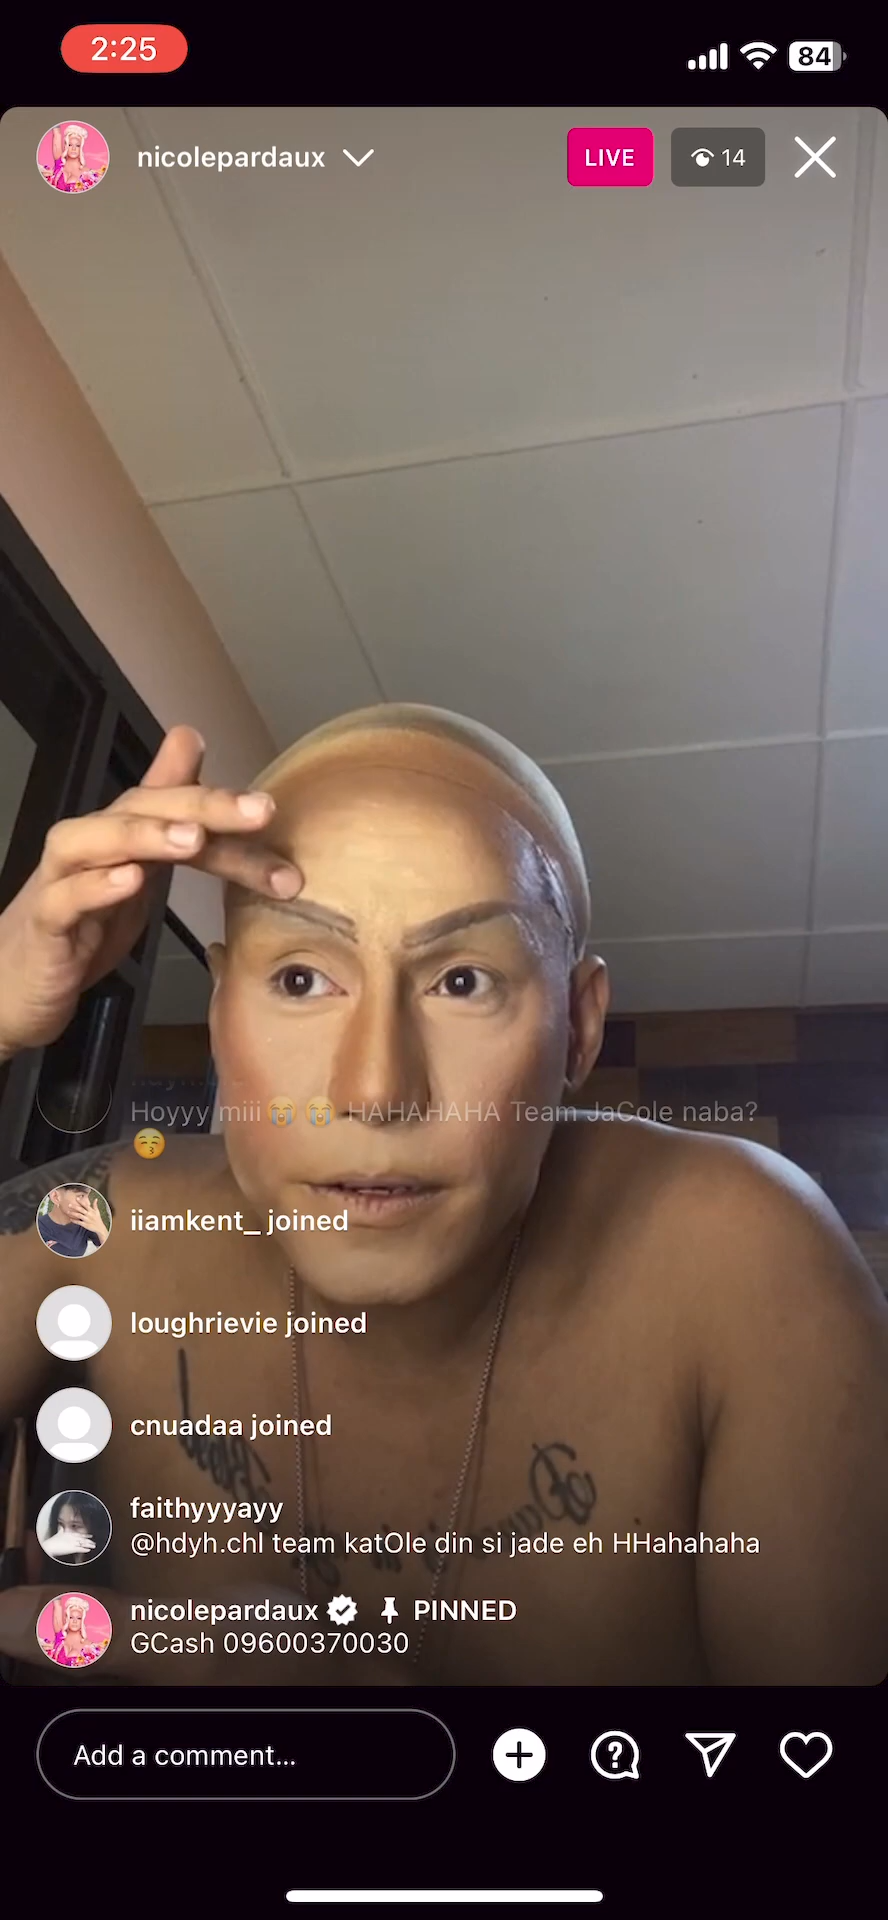 2:25
84
nicolepardaux
LIVE
14
Hoyyy miii😭😭 HAHAHAHA Team JaCole naba?
😚
iiamkent_ joined
loughrievie joined
cnuadaa joined
faithyyyayy
@hdyh.chl team katOle din si jade eh HHahahaha
nicolepardaux PINNED
GCash 09600370030
Add a comment...